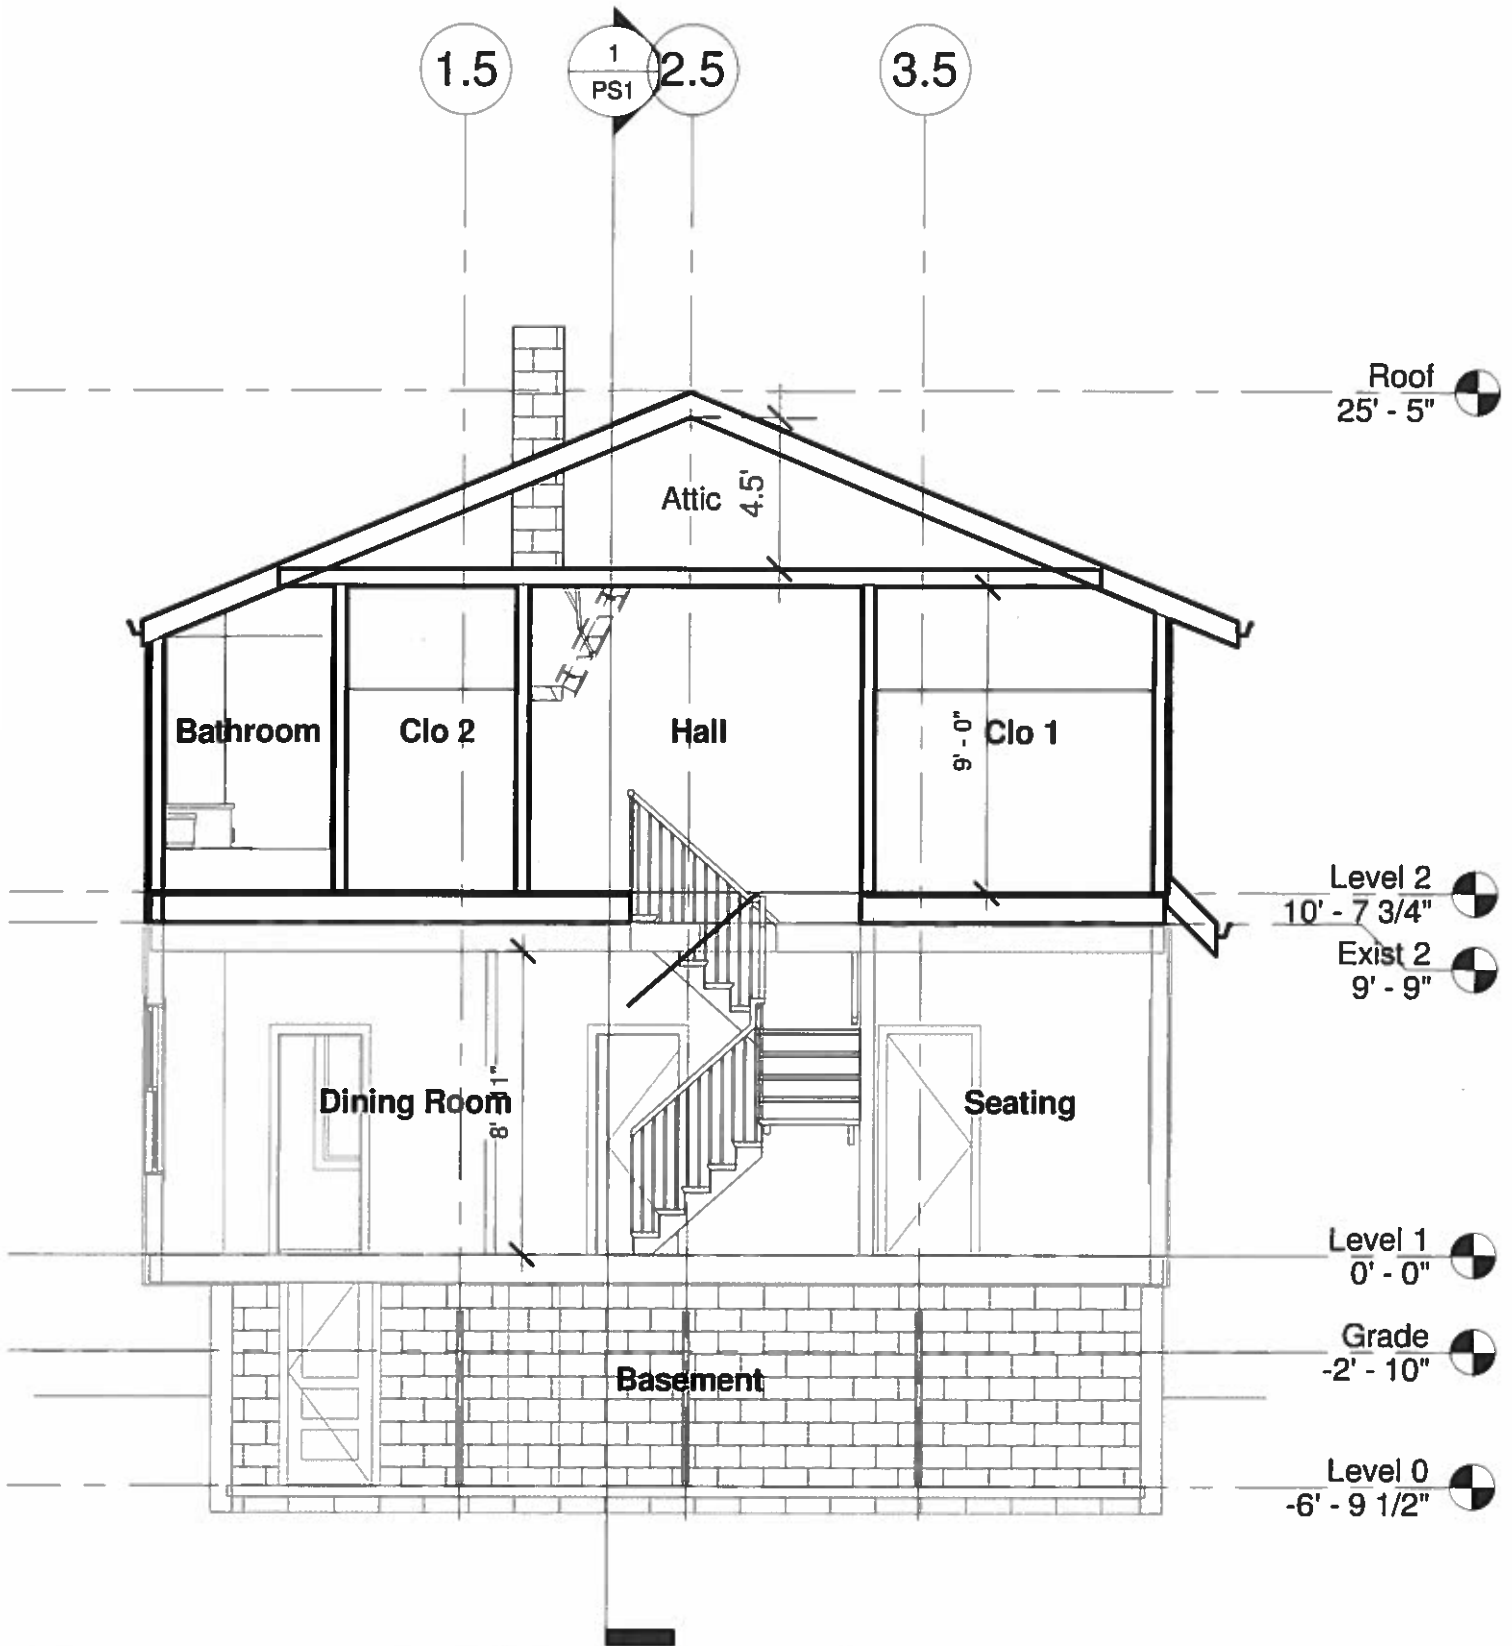 1.5
1
PS1
2.5
3.5
Roof
25' - 5"
Attic
4.5'
Bathroom
Clo 2
Hall
9' - 0"
Clo 1
Level 2
10' - 7 3/4"
Exist 2
9' - 9"
Dining Room
Seating
Level 1
0' - 0"
Grade
-2' - 10"
Basement
Level 0
-6' - 9 1/2"